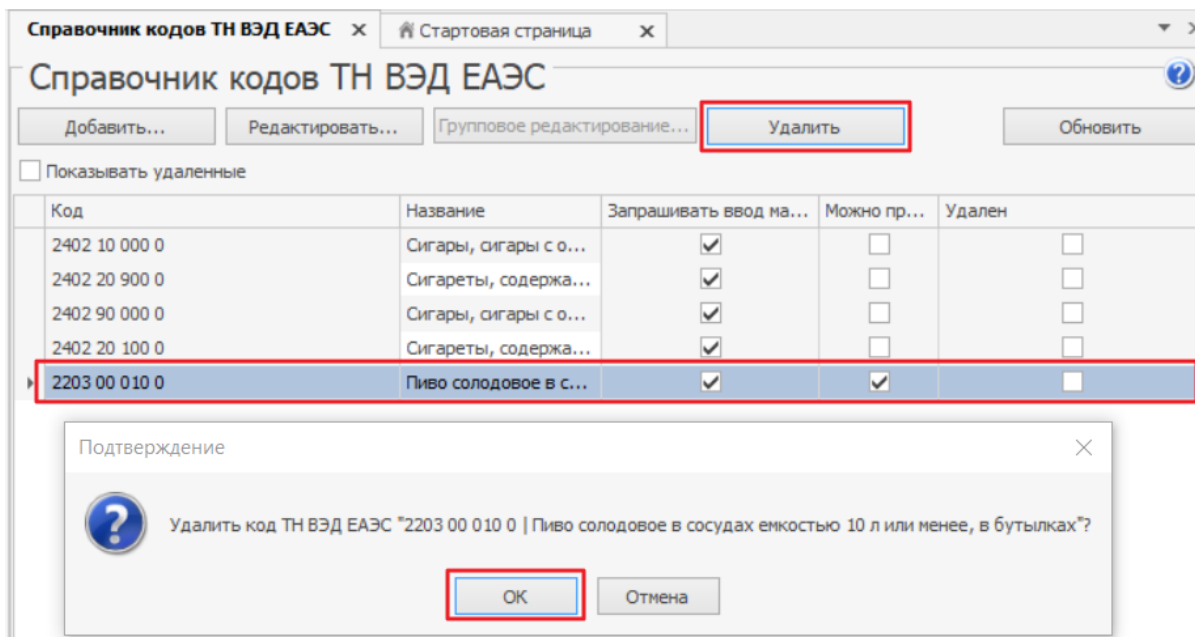 Справочник кодов ТН ВЭД ЕАЭС
Стартовая страница
Справочник кодов ТН ВЭД ЕАЭС
Добавить... Редактировать... Групповое редактирование... Удалить Обновить
Показывать удаленные
Код Название Запрашивать ввод ма... Можно пр... Удален
2402 10 000 0 Сигары, сигары с о...
2402 20 900 0 Сигареты, содержа...
2402 90 000 0 Сигары, сигары с о...
2402 20 100 0 Сигареты, содержа...
2203 00 010 0 Пиво солодовое в с...
Подтверждение
Удалить код ТН ВЭД ЕАЭС "2203 00 010 0 | Пиво солодовое в сосудах емкостью 10 л или менее, в бутылках"?
ОК Отмена